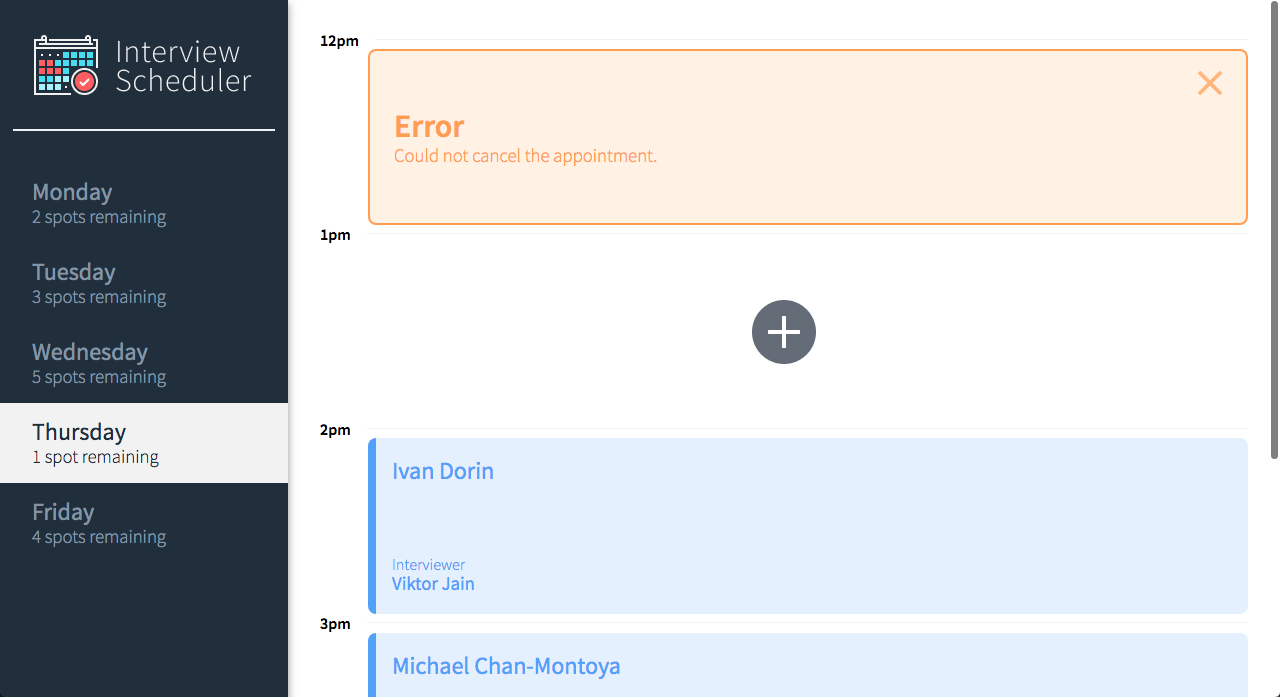 Interview
Scheduler
Monday
2 spots remaining
Tuesday
3 spots remaining
Wednesday
5 spots remaining
Thursday
1 spot remaining
Friday
4 spots remaining
12pm
Error
Could not cancel the appointment.
1pm
2pm
Ivan Dorin
Interviewer
Viktor Jain
3pm
Michael Chan-Montoya